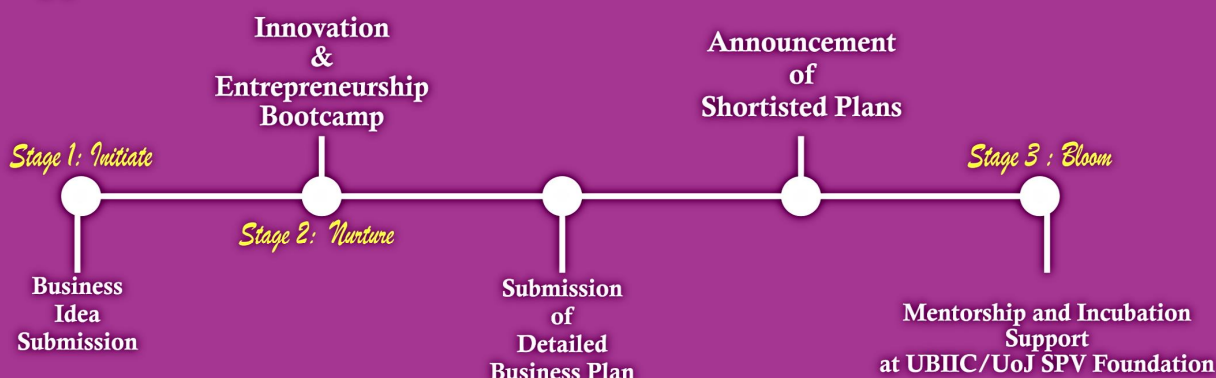 Innovation
&
Entrepreneurship
Bootcamp
Announcement
of
Shortisted Plans
Stage 1: Initiate
Stage 3 : Bloom
Stage 2: Nurture
Business
Idea
Submission
Submission
of
Detailed
Business Plan
Mentorship and Incubation
Support
at UBIIC/UoJ SPV Foundation